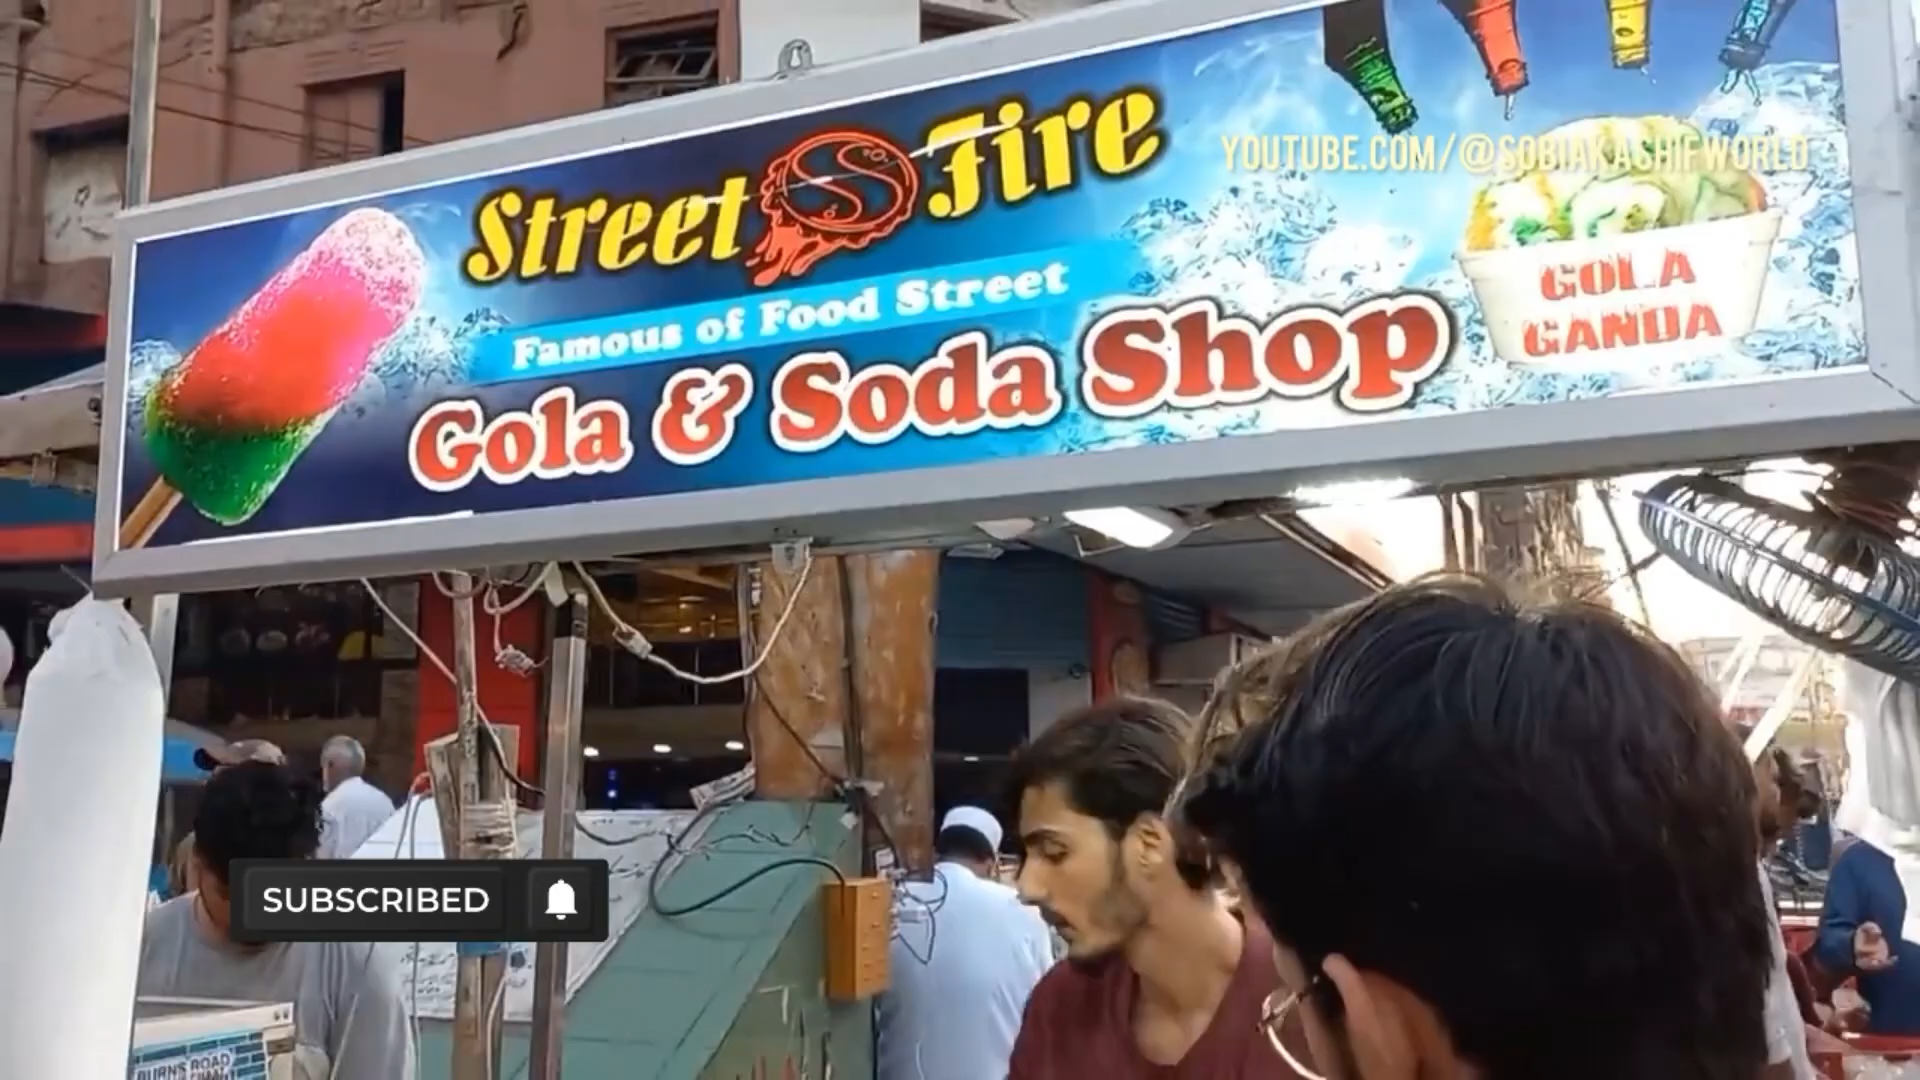 YOUTUBE.COM/@SOBIAKASHIFWORLD
Street Fire
Famous of Food Street
Gola & Soda Shop
GOLA
GANDA
SUBSCRIBED
BURNS ROAD